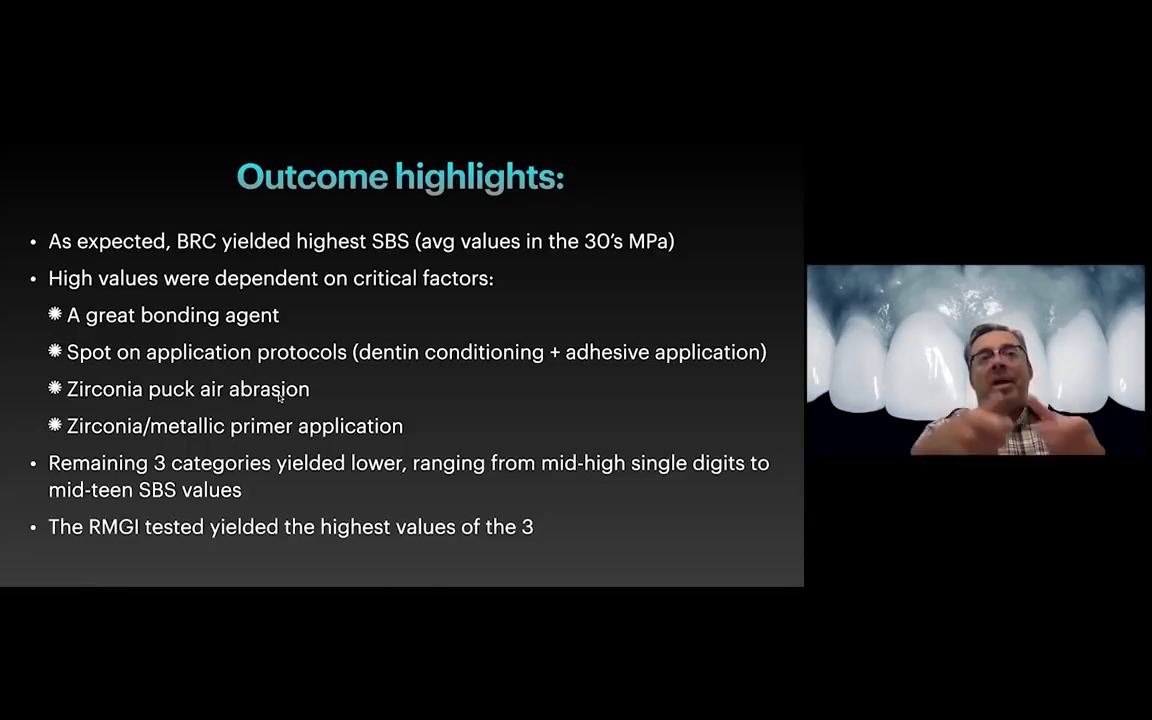 Outcome highlights:
• As expected, BRC yielded highest SBS (avg values in the 30's MPa)
• High values were dependent on critical factors:
✺ A great bonding agent
✺ Spot on application protocols (dentin conditioning + adhesive application)
✺ Zirconia puck air abrasion
✺ Zirconia/metallic primer application
• Remaining 3 categories yielded lower, ranging from mid-high single digits to
mid-teen SBS values
• The RMGI tested yielded the highest values of the 3